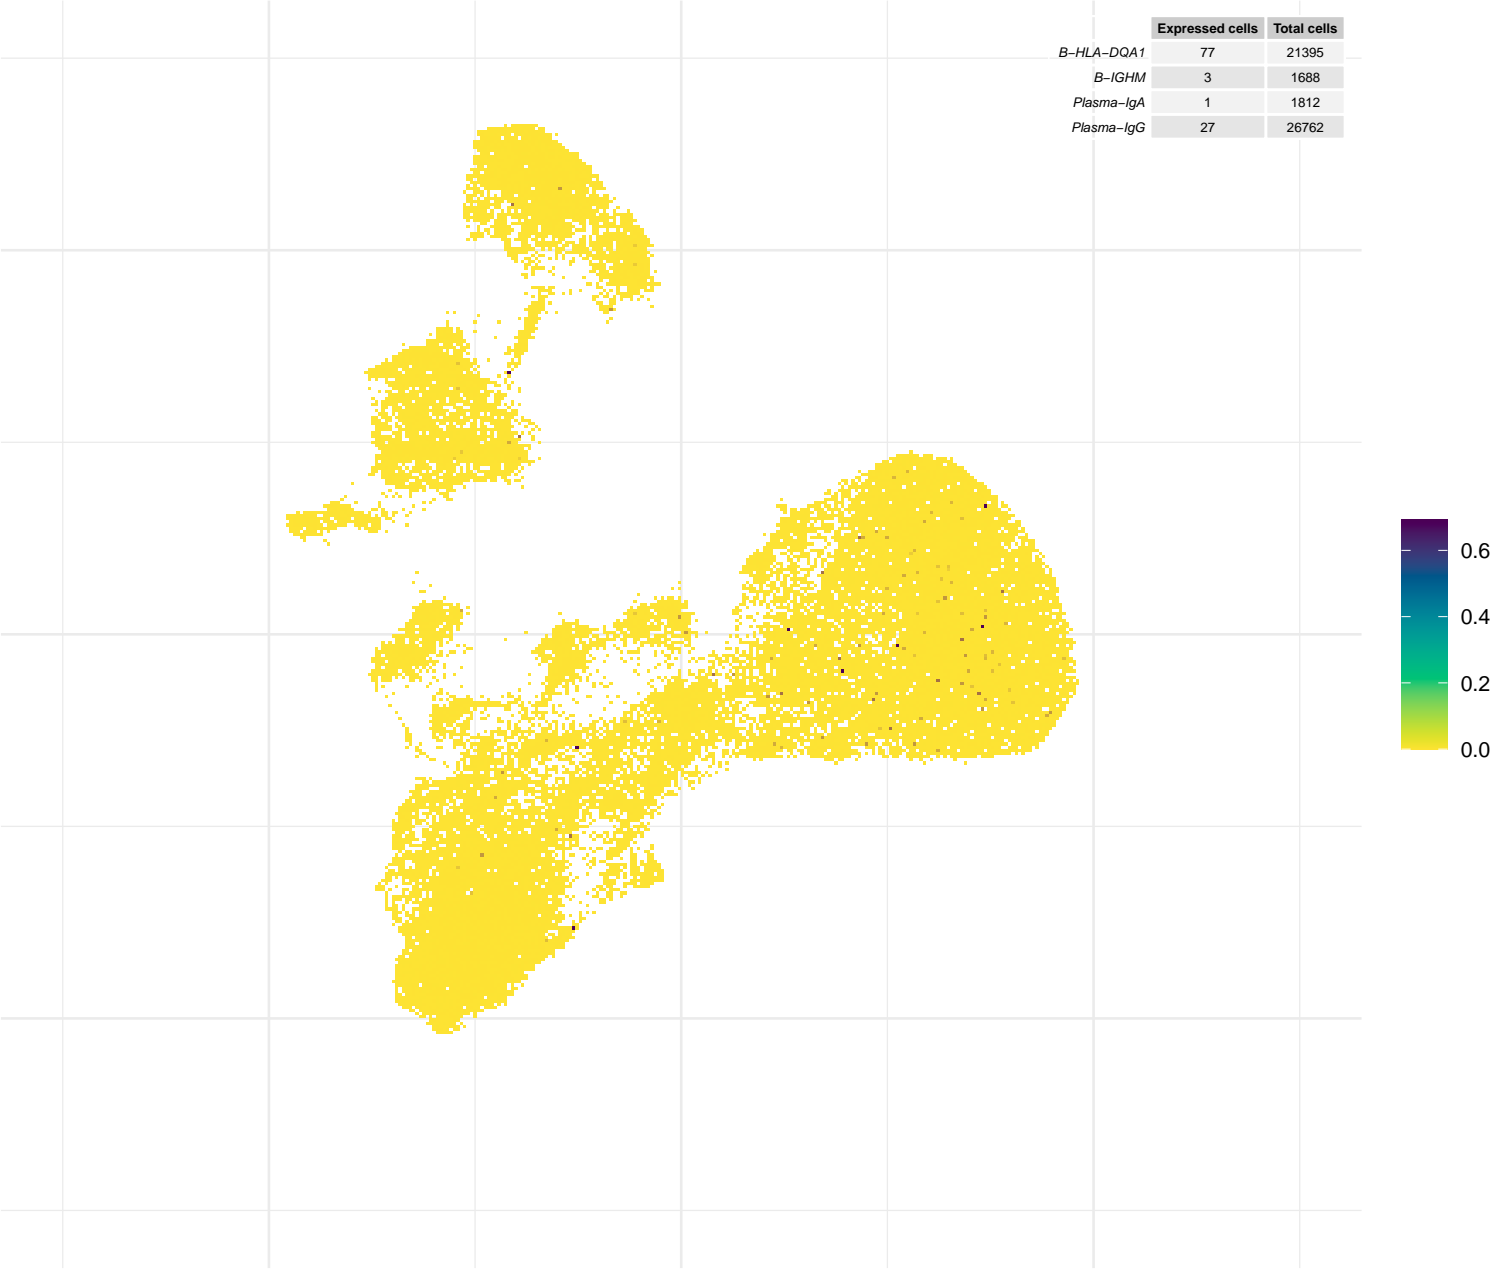 Expressed cells Total cells
B−HLA−DQA1 77 21395
B−IGHM 3 1688
Plasma−IgA 1 1812
Plasma−IgG 27 26762
0.6
0.4
0.2
0.0